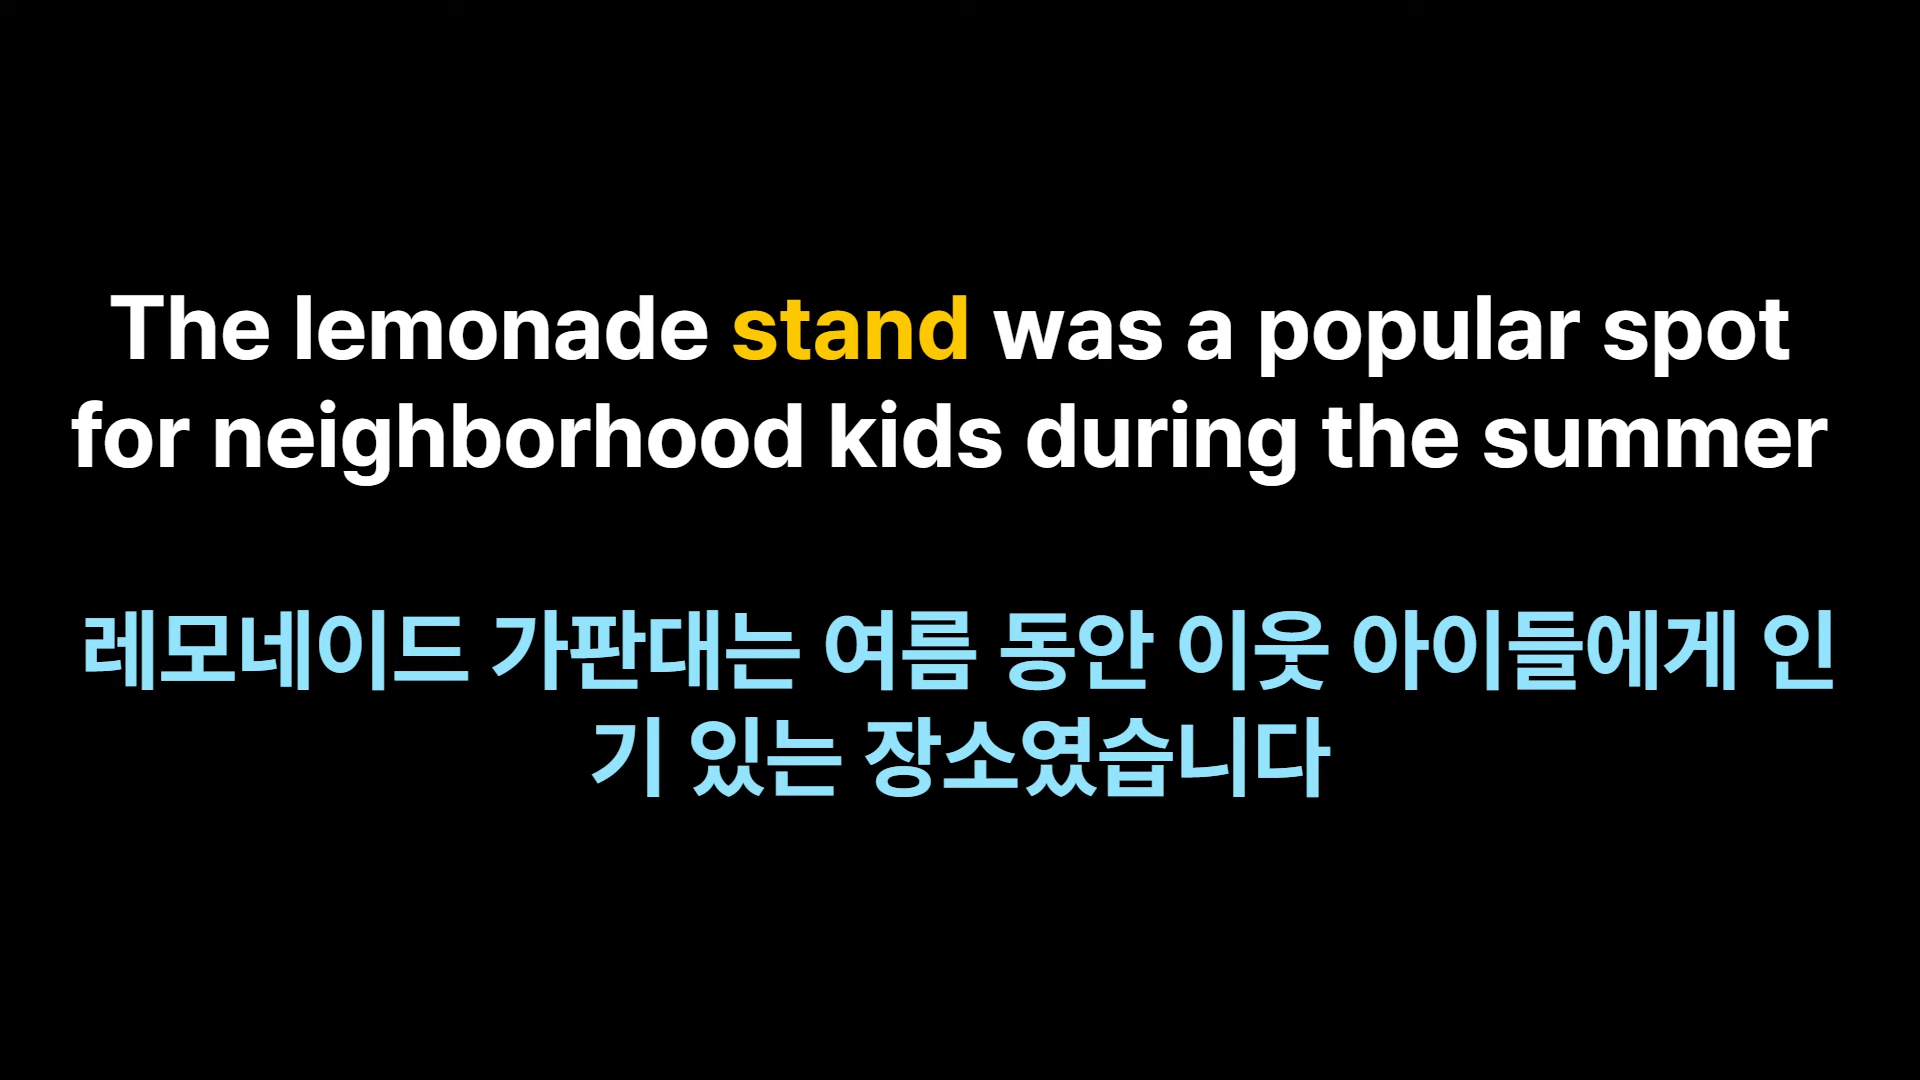 The lemonade stand was a popular spot
for neighborhood kids during the summer
레모네이드 가판대는 여름 동안 이웃 아이들에게 인
기 있는 장소였습니다